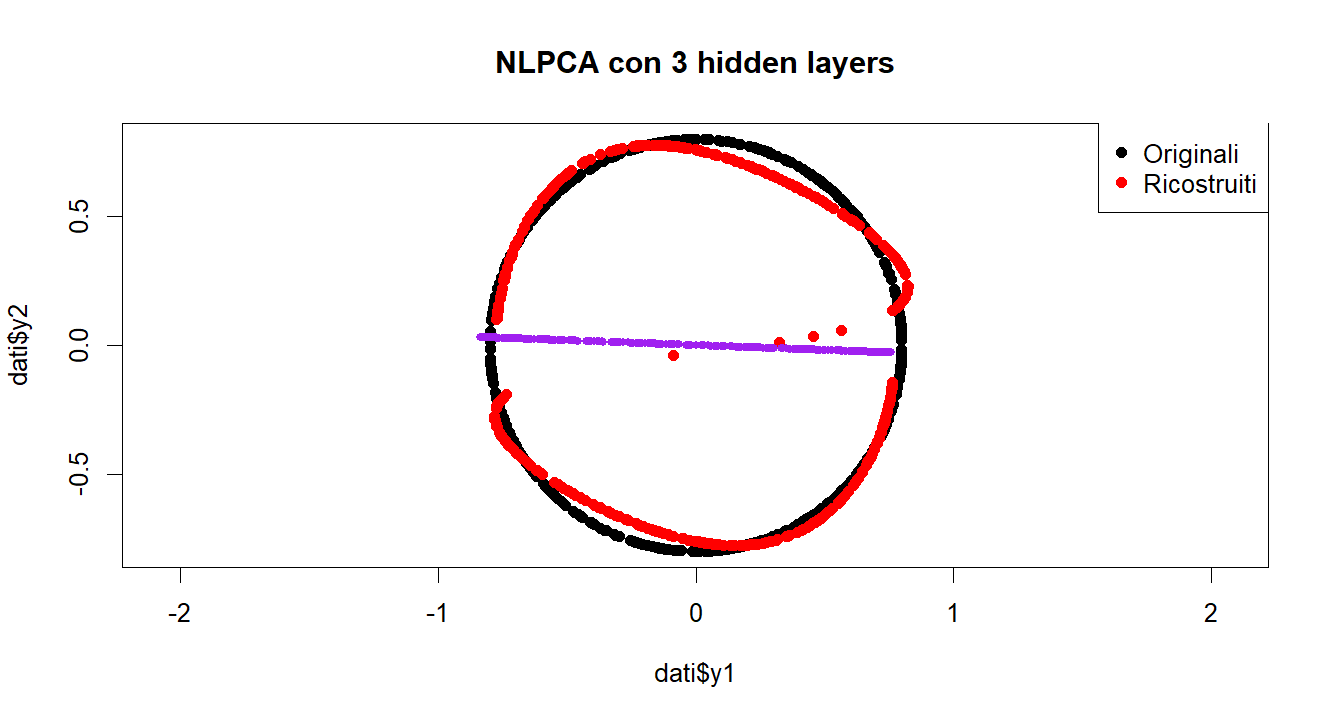 NLPCA con 3 hidden layers
Originali
Ricostruiti
dati$y2
0.5
0.0
-0.5
-2
-1
0
1
2
dati$y1